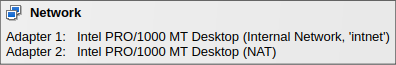 Network
Adapter 1: Intel PRO/1000 MT Desktop (Internal Network, 'intnet')
Adapter 2: Intel PRO/1000 MT Desktop (NAT)